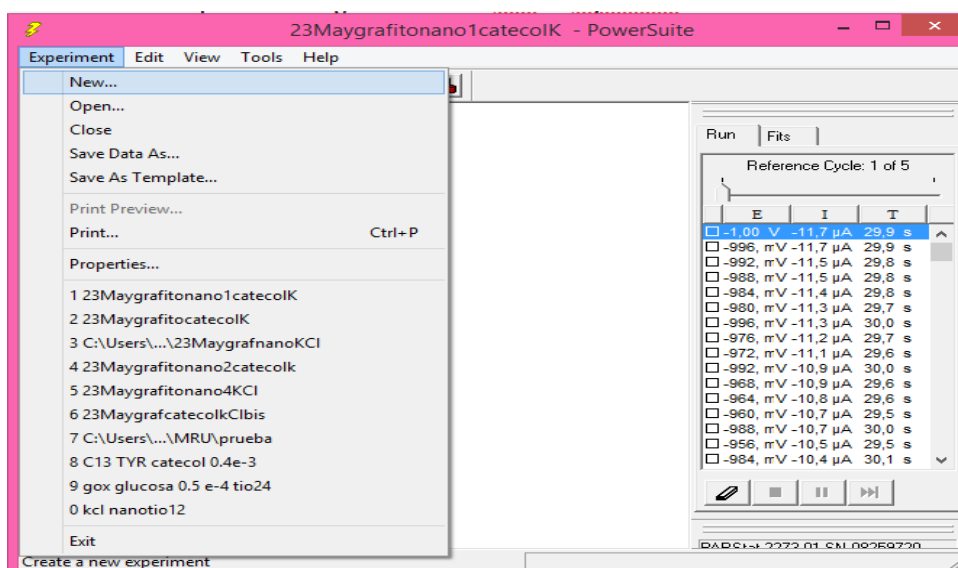 23Maygrafitonano1catecolK - PowerSuite
Experiment Edit View Tools Help
New...
Open...
Close
Save Data As...
Save As Template...
Print Preview...
Print... Ctrl+P
Properties...
1 23Maygrafitonano1catecolK
2 23MaygrafitocatecolK
3 C:\Users\...\23MaygrafnanoKCl
4 23Maygrafitonano2catecolk
5 23Maygrafitonano4KCl
6 23MaygrafcatecolkClbis
7 C:\Users\...\MRU\prueba
8 C13 TYR catecol 0.4e-3
9 gox glucosa 0.5 e-4 tio24
0 kcl nanotio12
Exit
Create a new experiment
Run Fits
Reference Cycle: 1 of 5
E I T
-1,00 V -11,7 µA 29,9 s
-996, mV -11,7 µA 29,9 s
-992, mV -11,5 µA 29,8 s
-988, mV -11,5 µA 29,8 s
-984, mV -11,4 µA 29,8 s
-980, mV -11,3 µA 29,7 s
-996, mV -11,3 µA 30,0 s
-976, mV -11,2 µA 29,7 s
-972, mV -11,1 µA 29,6 s
-992, mV -10,9 µA 30,0 s
-968, mV -10,9 µA 29,6 s
-964, mV -10,8 µA 29,6 s
-960, mV -10,7 µA 29,5 s
-988, mV -10,7 µA 30,0 s
-956, mV -10,5 µA 29,5 s
-984, mV -10,4 µA 30,1 s